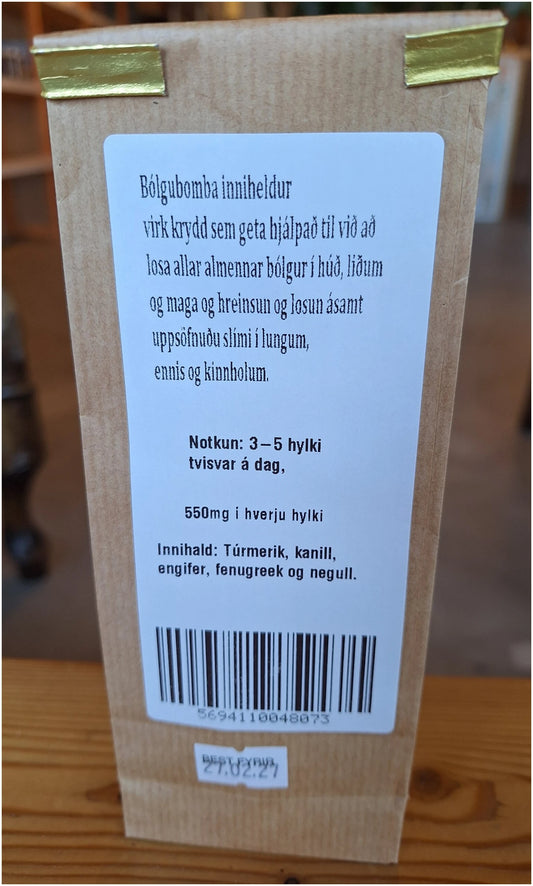 Bólgubomba inniheldur
virk krydd sem geta hjálpað til við að
losa allar almennar bólgur í húð, liðum
og maga og hreinsun og losun ásamt
uppsöfnuðu slími í lungum,
ennis og kinnholum.
Notkun: 3–5 hylki
tvisvar á dag,
550mg i hverju hylki
Innihald: Túrmerik, kanill,
engifer, fenugreek og negull.
5694110048073
BEST FYRIR
27.02.27